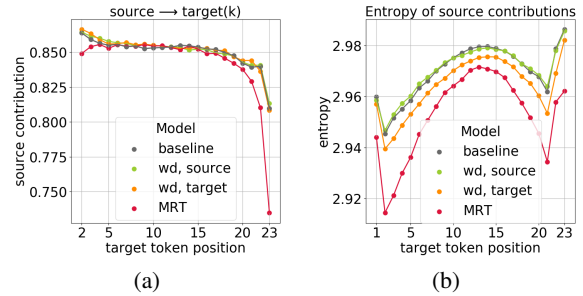 source ⟶ target(k)
source contribution
0.850
0.825
0.800
0.775
0.750
Model
baseline
wd, source
wd, target
MRT
2 5 10 15 20 23
target token position
(a)
Entropy of source contributions
entropy
2.98
2.96
2.94
2.92
Model
baseline
wd, source
wd, target
MRT
1 5 10 15 20 23
target token position
(b)